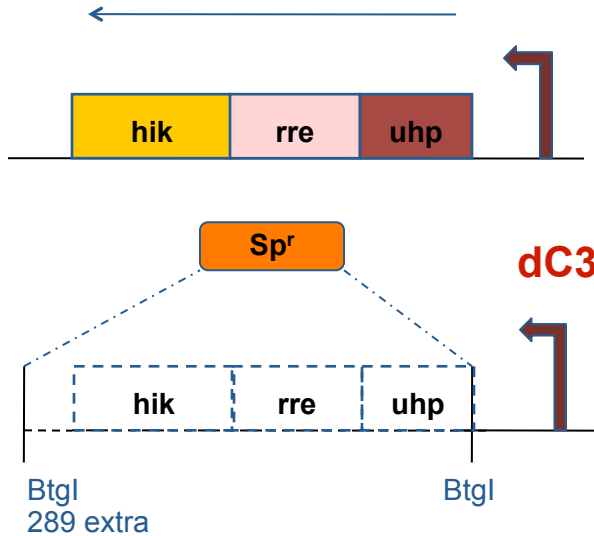 hik rre uhp
Spʳ
dC3
hik rre uhp
BtgI BtgI
289 extra